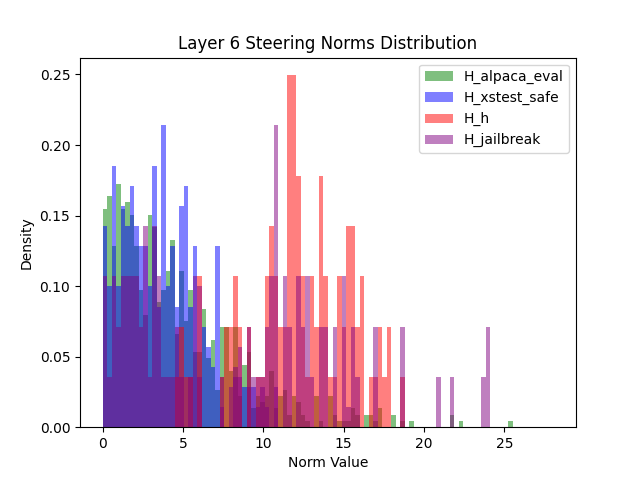 Layer 6 Steering Norms Distribution
H_alpaca_eval
H_xstest_safe
H_h
H_jailbreak
0.25
0.20
0.15
0.10
0.05
0.00
Density
0 5 10 15 20 25
Norm Value